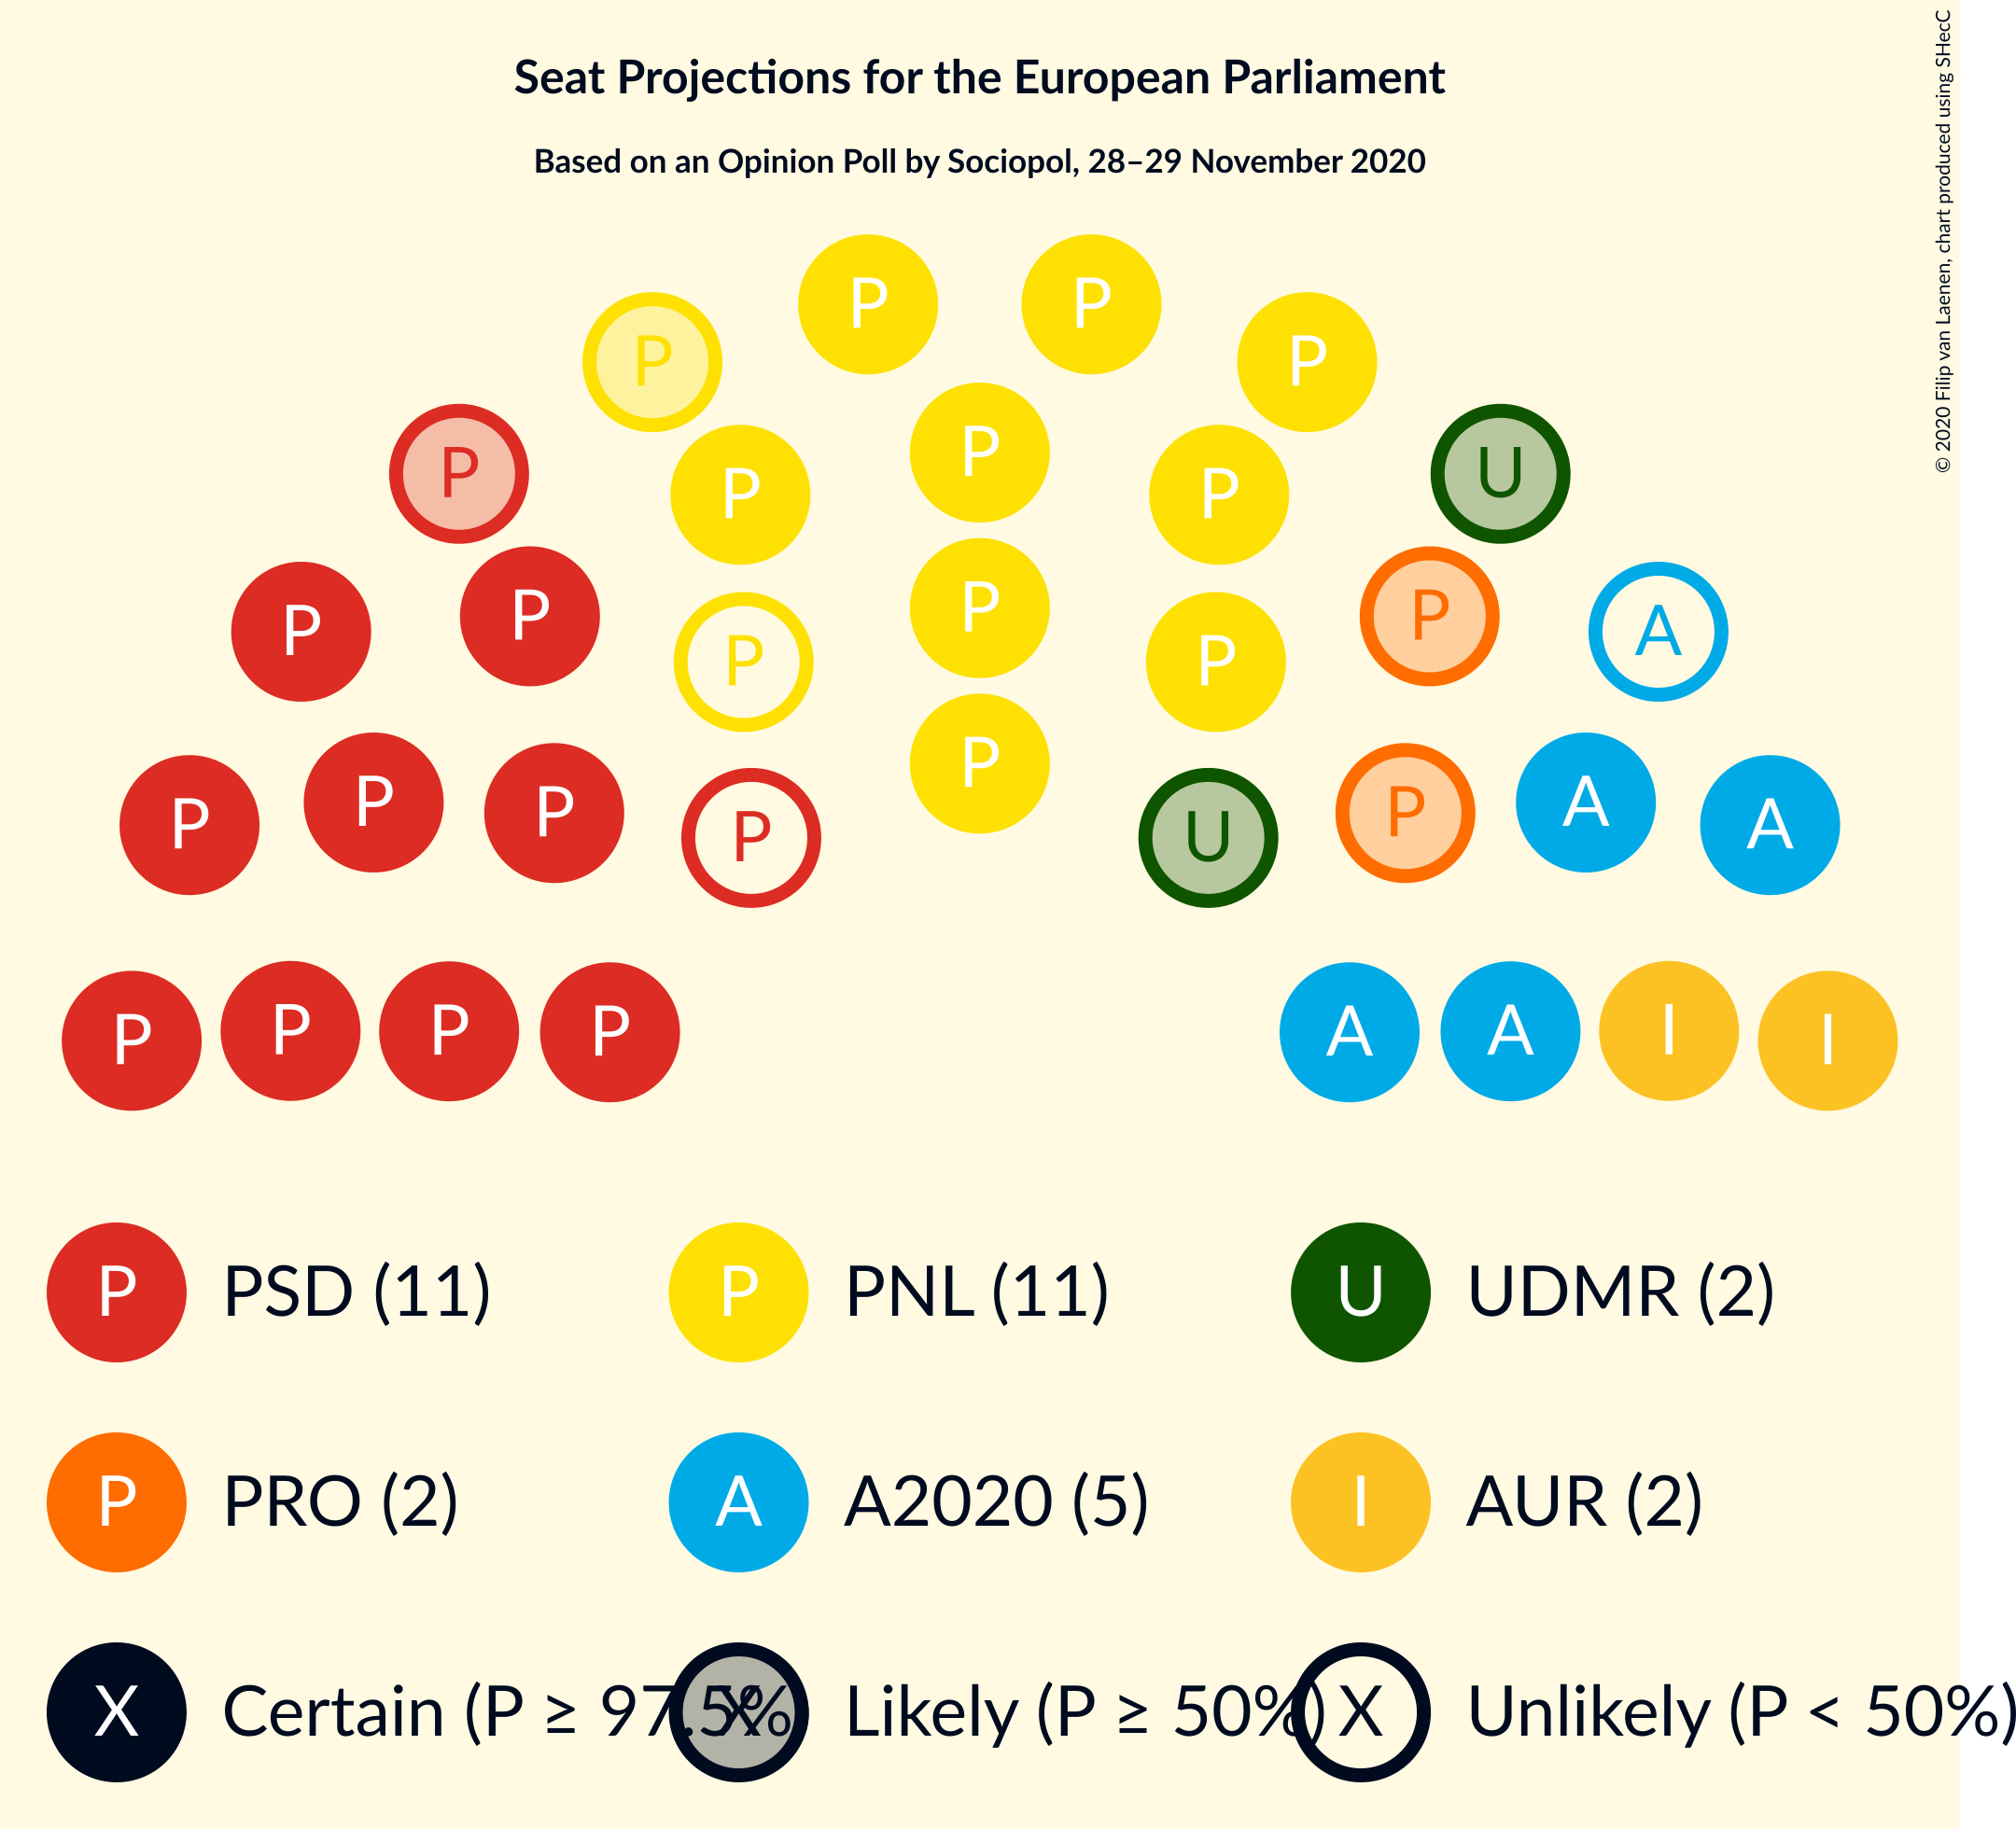 Seat Projections for the European Parliament
Based on an Opinion Poll by Sociopol, 28–29 November 2020
© 2020 Filip van Laenen, chart produced using SHecC
P P
P P
P P U
P P
P P P P A
P P
P P P P A A
P P U
P P P P A A I I
P PSD (11) P PNL (11) U UDMR (2)
P PRO (2) A A2020 (5) I AUR (2)
X Certain (P ≥ 97.5% X Likely (P ≥ 50%) X Unlikely (P < 50%)